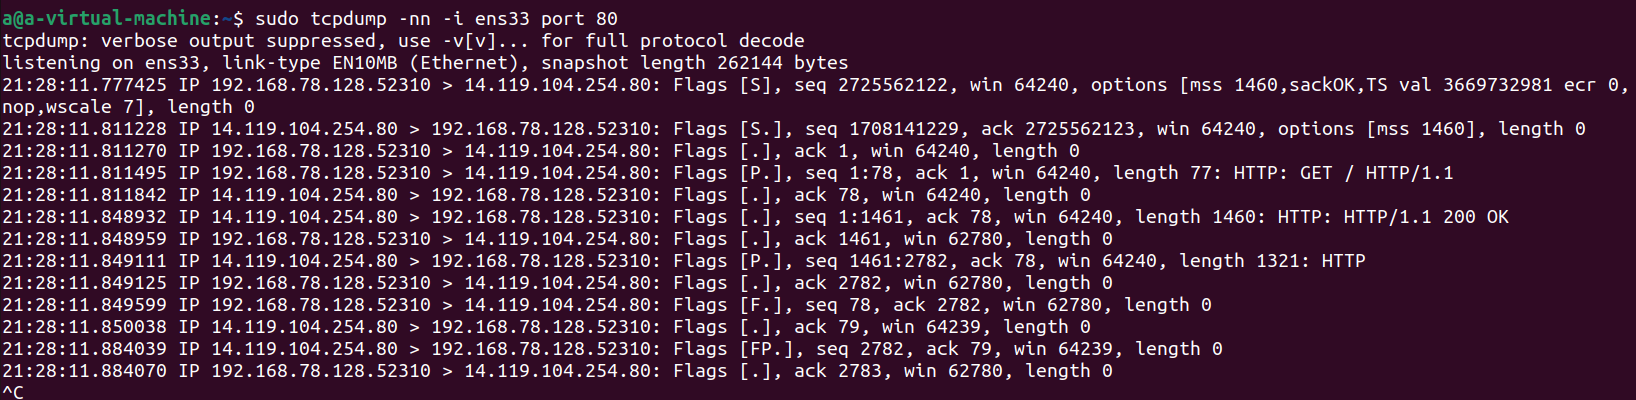 a@a-virtual-machine:~$ sudo tcpdump -nn -i ens33 port 80
tcpdump: verbose output suppressed, use -v[v]... for full protocol decode
listening on ens33, link-type EN10MB (Ethernet), snapshot length 262144 bytes
21:28:11.777425 IP 192.168.78.128.52310 > 14.119.104.254.80: Flags [S], seq 2725562122, win 64240, options [mss 1460,sackOK,TS val 3669732981 ecr 0,
nop,wscale 7], length 0
21:28:11.811228 IP 14.119.104.254.80 > 192.168.78.128.52310: Flags [S.], seq 1708141229, ack 2725562123, win 64240, options [mss 1460], length 0
21:28:11.811270 IP 192.168.78.128.52310 > 14.119.104.254.80: Flags [.], ack 1, win 64240, length 0
21:28:11.811495 IP 192.168.78.128.52310 > 14.119.104.254.80: Flags [P.], seq 1:78, ack 1, win 64240, length 77: HTTP: GET / HTTP/1.1
21:28:11.811842 IP 14.119.104.254.80 > 192.168.78.128.52310: Flags [.], ack 78, win 64240, length 0
21:28:11.848932 IP 14.119.104.254.80 > 192.168.78.128.52310: Flags [.], seq 1:1461, ack 78, win 64240, length 1460: HTTP: HTTP/1.1 200 OK
21:28:11.848959 IP 192.168.78.128.52310 > 14.119.104.254.80: Flags [.], ack 1461, win 62780, length 0
21:28:11.849111 IP 14.119.104.254.80 > 192.168.78.128.52310: Flags [P.], seq 1461:2782, ack 78, win 64240, length 1321: HTTP
21:28:11.849125 IP 192.168.78.128.52310 > 14.119.104.254.80: Flags [.], ack 2782, win 62780, length 0
21:28:11.849599 IP 192.168.78.128.52310 > 14.119.104.254.80: Flags [F.], seq 78, ack 2782, win 62780, length 0
21:28:11.850038 IP 14.119.104.254.80 > 192.168.78.128.52310: Flags [.], ack 79, win 64239, length 0
21:28:11.884039 IP 14.119.104.254.80 > 192.168.78.128.52310: Flags [FP.], seq 2782, ack 79, win 64239, length 0
21:28:11.884070 IP 192.168.78.128.52310 > 14.119.104.254.80: Flags [.], ack 2783, win 62780, length 0
^C